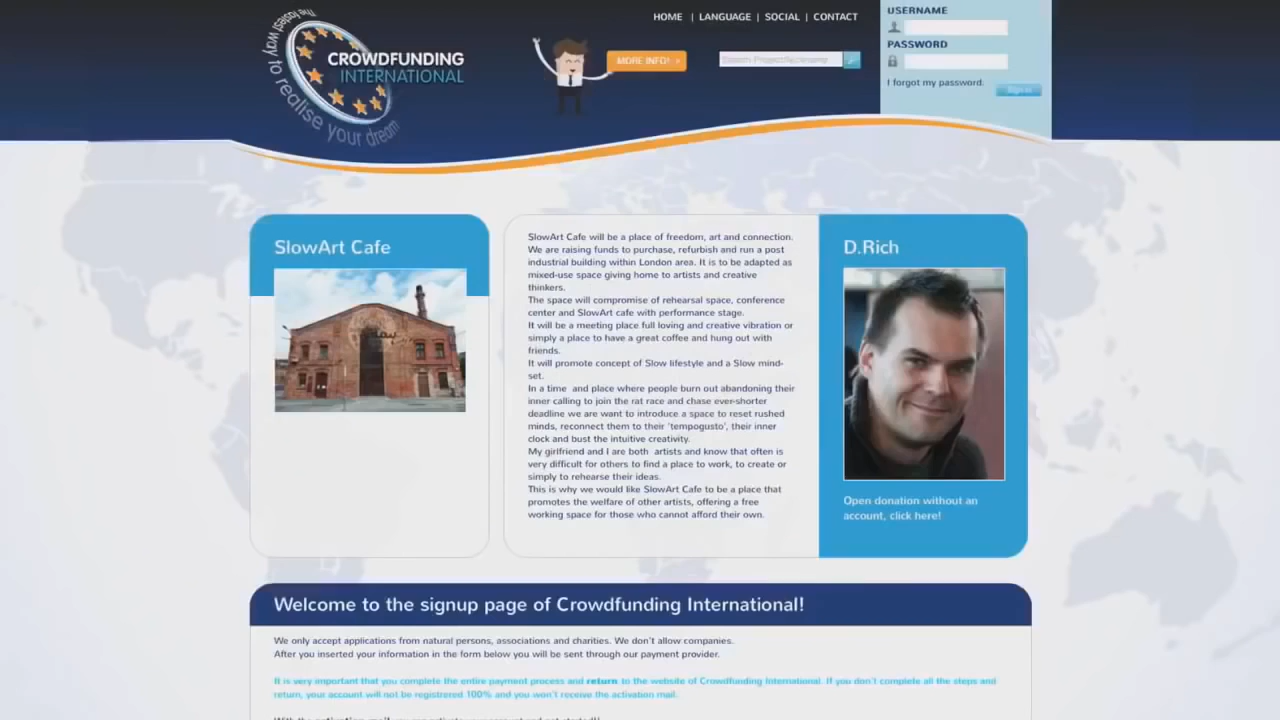 HOME | LANGUAGE | SOCIAL | CONTACT
USERNAME
PASSWORD
I forgot my password.
Sign in
The fastest way to realise your dream
CROWDFUNDING
INTERNATIONAL
MORE INFO! >
SlowArt Cafe
SlowArt Cafe will be a place of freedom, art and connection.
We are raising funds to purchase, refurbish and run a post
industrial building within London area. It is to be adapted as
mixed-use space giving home to artists and creative
thinkers.
The space will compromise of rehearsal space, conference
center and SlowArt cafe with performance stage.
It will be a meeting place full loving and creative vibration or
simply a place to have a great coffee and hung out with
friends.
It will promote concept of Slow lifestyle and a Slow mind-
set.
In a time and place where people burn out abandoning their
inner calling to join the rat race and chase ever-shorter
deadline we are want to introduce a space to reset rushed
minds, reconnect them to their 'tempogusto', their inner
clock and bust the intuitive creativity.
My girlfriend and I are both artists and know that often is
very difficult for others to find a place to work, to create or
simply to rehearse their ideas.
This is why we would like SlowArt Cafe to be a place that
promotes the welfare of other artists, offering a free
working space for those who cannot afford their own.
D.Rich
Open donation without an
account, click here!
Welcome to the signup page of Crowdfunding International!
We only accept applications from natural persons, associations and charities. We don't allow companies.
After you inserted your information in the form below you will be sent through our payment provider.
It is very important that you complete the entire payment process and return to the website of Crowdfunding International. If you don't complete all the steps and
return, your account will not be registrered 100% and you won't receive the activation mail.